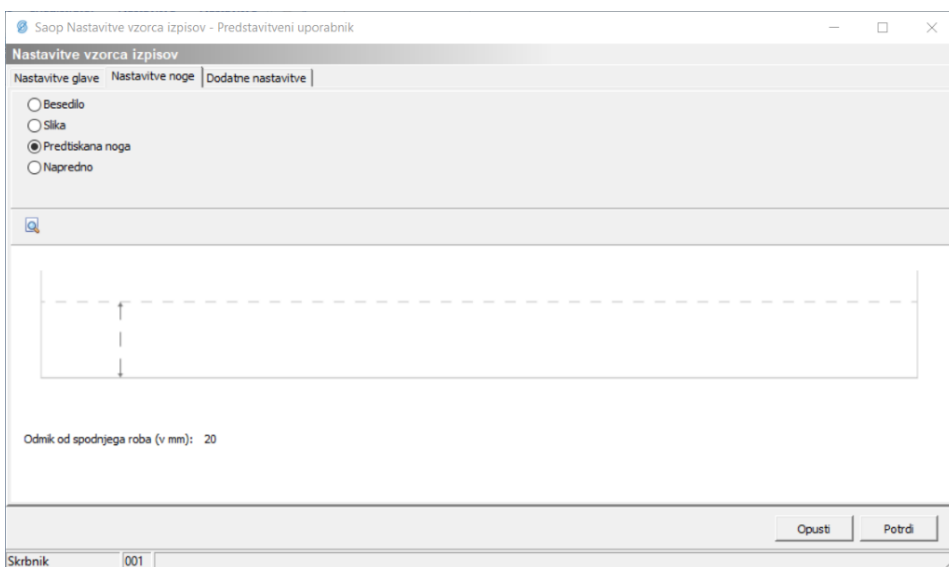 Saop Nastavitve vzorca izpisov - Predstavitveni uporabnik
Nastavitve vzorca izpisov
Nastavitve glave Nastavitve noge Dodatne nastavitve
Besedilo
Slika
Predtiskana noga
Napredno
Odmik od spodnjega roba (v mm): 20
Opusti Potrdi
Skrbnik 001